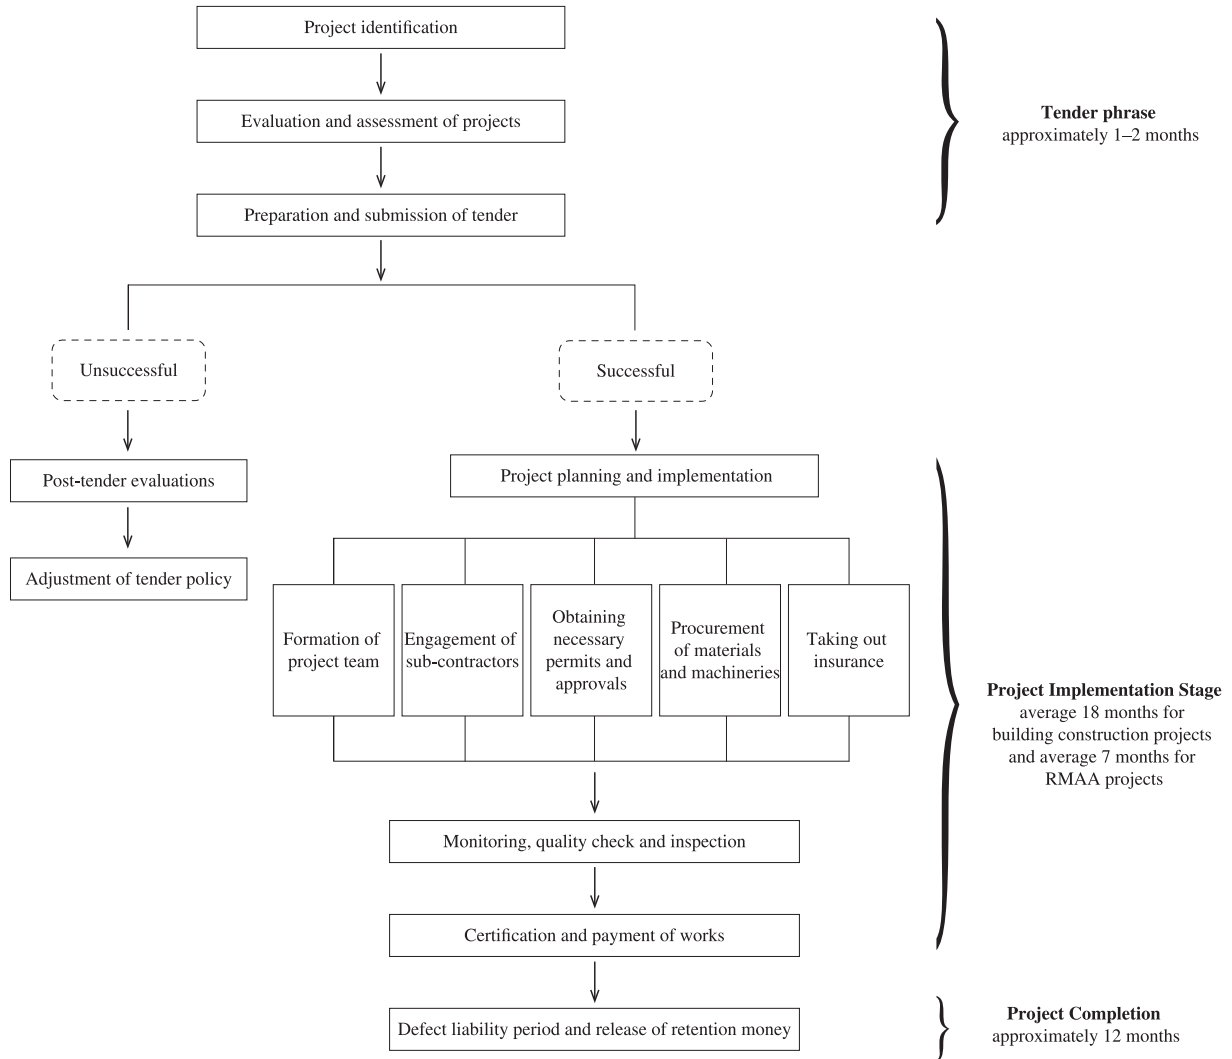 Project identification
Evaluation and assessment of projects
Preparation and submission of tender
Tender phrase
approximately 1–2 months
Unsuccessful
Successful
Post-tender evaluations
Adjustment of tender policy
Project planning and implementation
Formation of
project team
Engagement of
sub-contractors
Obtaining
necessary
permits and
approvals
Procurement
of materials
and machineries
Taking out
insurance
Project Implementation Stage
average 18 months for
building construction projects
and average 7 months for
RMAA projects
Monitoring, quality check and inspection
Certification and payment of works
Defect liability period and release of retention money
Project Completion
approximately 12 months